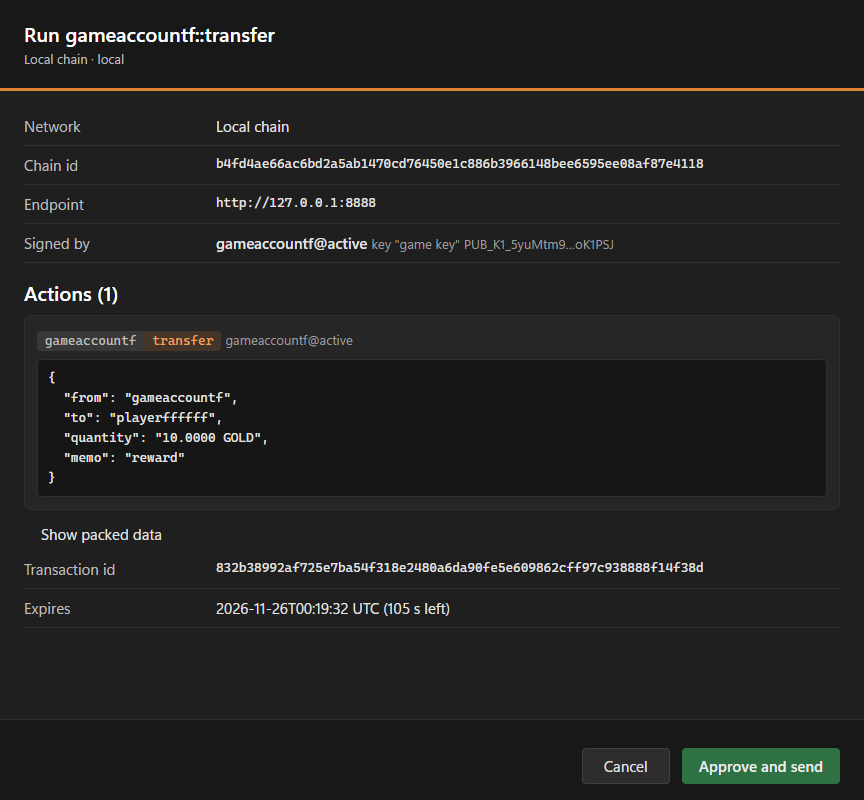 Run gameaccountf::transfer
Local chain · local
Network Local chain
Chain id b4fd4ae66ac6bd2a5ab1470cd76450e1c886b3966148bee6595ee08af87e4118
Endpoint http://127.0.0.1:8888
Signed by gameaccountf@active key "game key" PUB_K1_5yuMtm9...oK1PSJ
Actions (1)
gameaccountf transfer gameaccountf@active
{
"from": "gameaccountf",
"to": "playerffffff",
"quantity": "10.0000 GOLD",
"memo": "reward"
}
Show packed data
Transaction id 832b38992af725e7ba54f318e2480a6da90fe5e609862cff97c938888f14f38d
Expires 2026-11-26T00:19:32 UTC (105 s left)
Cancel Approve and send